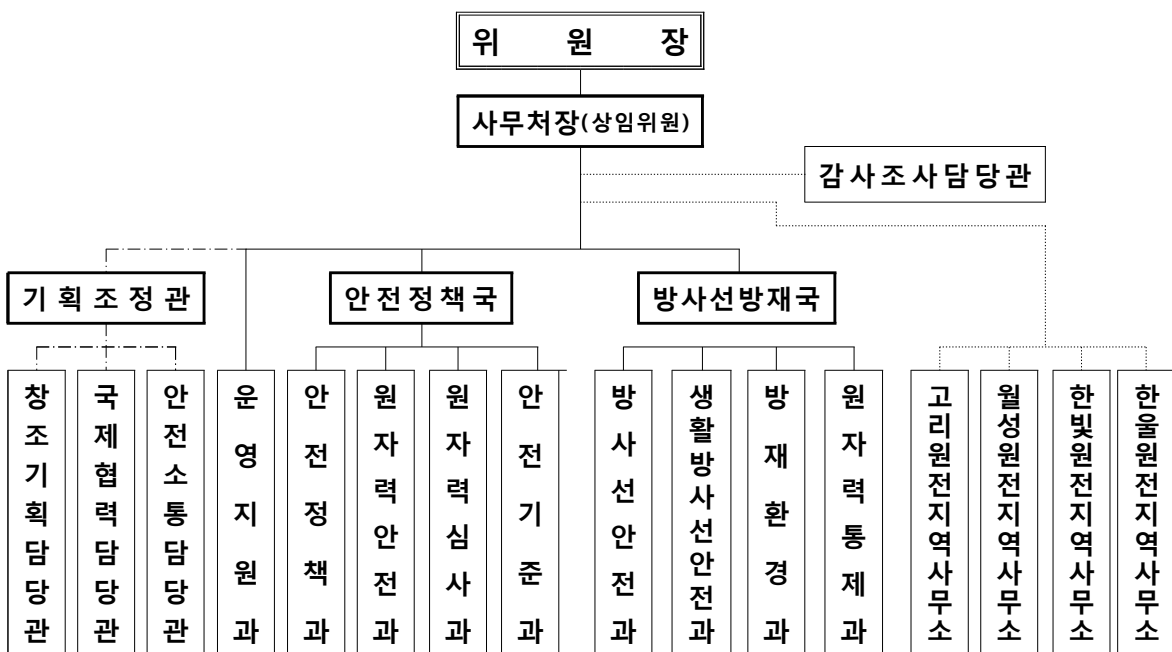 위 원 장
사무처장(상임위원)
감사조사담당관
기획조정관
안전정책국
방사선방재국
창조기획담당관
국제협력담당관
안전소통담당관
운영지원과
안전정책과
원자력안전과
원자력심사과
안전기준과
방사선안전과
생활방사선안전과
방재환경과
원자력통제과
고리원전지역사무소
월성원전지역사무소
한빛원전지역사무소
한울원전지역사무소